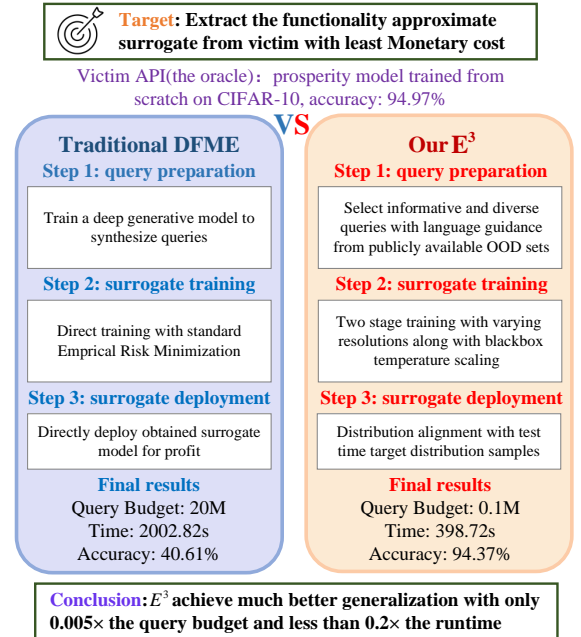 Target: Extract the functionality approximate
surrogate from victim with least Monetary cost
Victim API(the oracle)：prosperity model trained from
scratch on CIFAR-10, accuracy: 94.97%
VS
Traditional DFME
Step 1: query preparation
Train a deep generative model to
synthesize queries
Step 2: surrogate training
Direct training with standard
Emprical Risk Minimization
Step 3: surrogate deployment
Directly deploy obtained surrogate
model for profit
Final results
Query Budget: 20M
Time: 2002.82s
Accuracy: 40.61%
Our E³
Step 1: query preparation
Select informative and diverse
queries with language guidance
from publicly available OOD sets
Step 2: surrogate training
Two stage training with varying
resolutions along with blackbox
temperature scaling
Step 3: surrogate deployment
Distribution alignment with test
time target distribution samples
Final results
Query Budget: 0.1M
Time: 398.72s
Accuracy: 94.37%
Conclusion: E³ achieve much better generalization with only
0.005× the query budget and less than 0.2× the runtime